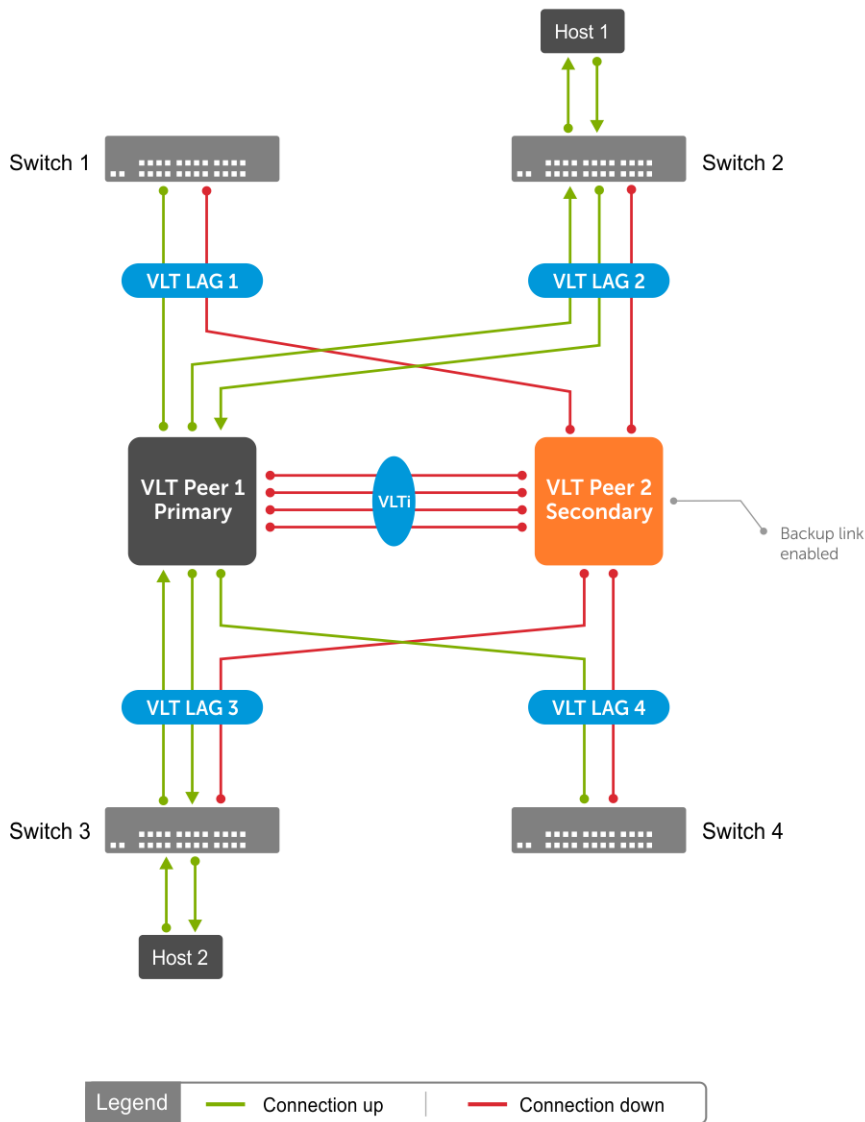 Host 1
Switch 1
Switch 2
VLT LAG 1
VLT LAG 2
VLT Peer 1
Primary
VLTi
VLT Peer 2
Secondary
Backup link
enabled
VLT LAG 3
VLT LAG 4
Switch 3
Switch 4
Host 2
Legend
Connection up
Connection down